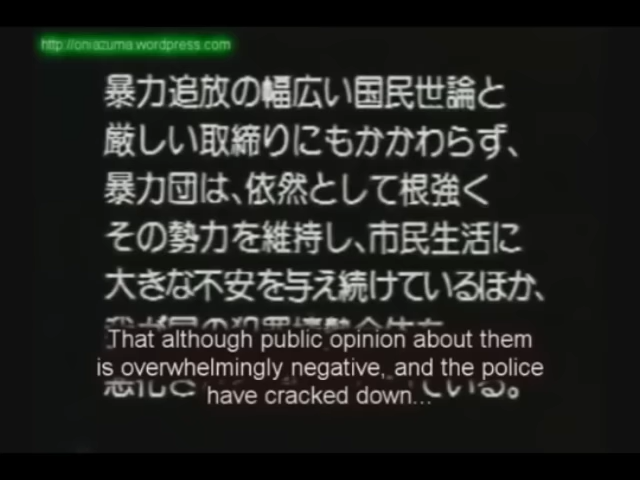 http://oniazuma.wordpress.com
暴力追放の幅広い国民世論と
厳しい取締りにもかかわらず、
暴力団は、依然として根強く
その勢力を維持し、市民生活に
大きな不安を与え続けているほか、
That although public opinion about them
is overwhelmingly negative, and the police
have cracked down...